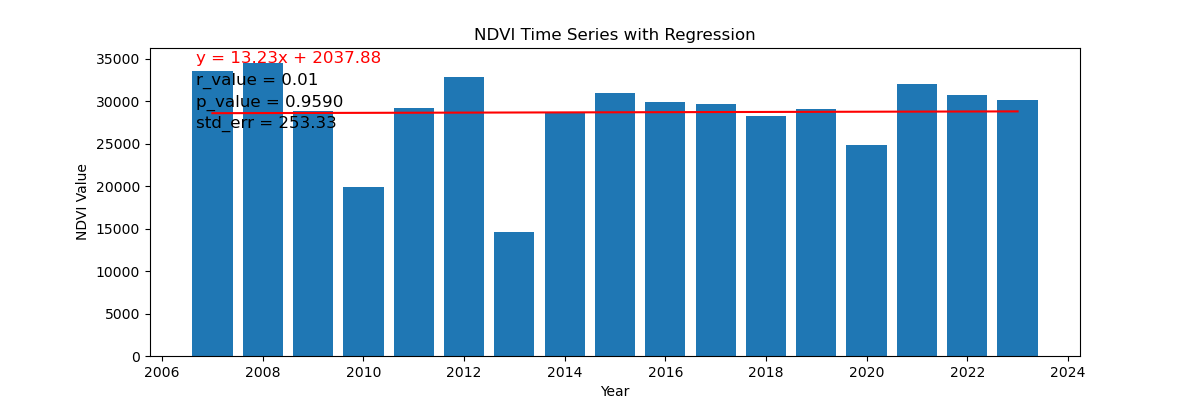 NDVI Time Series with Regression
y = 13.23x + 2037.88
r_value = 0.01
p_value = 0.9590
std_err = 253.33
NDVI Value
35000
30000
25000
20000
15000
10000
5000
0
2006 2008 2010 2012 2014 2016 2018 2020 2022 2024
Year